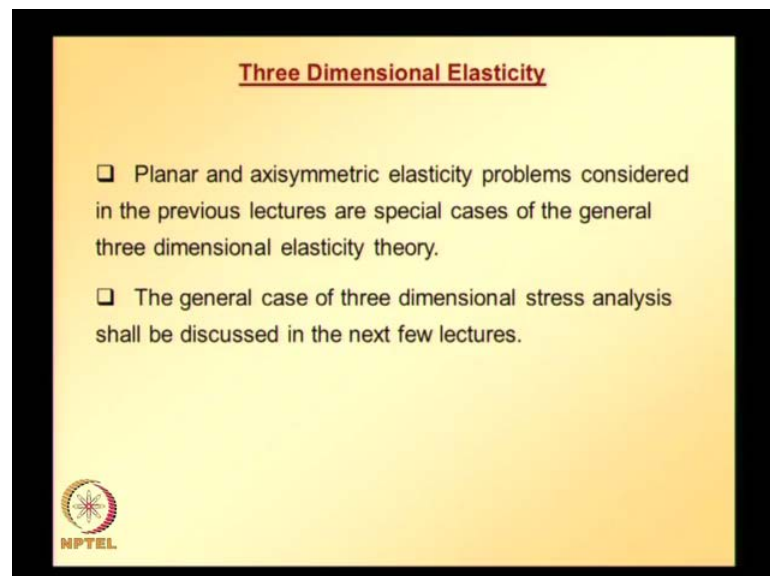 Three Dimensional Elasticity
❑ Planar and axisymmetric elasticity problems considered
in the previous lectures are special cases of the general
three dimensional elasticity theory.
❑ The general case of three dimensional stress analysis
shall be discussed in the next few lectures.
NPTEL